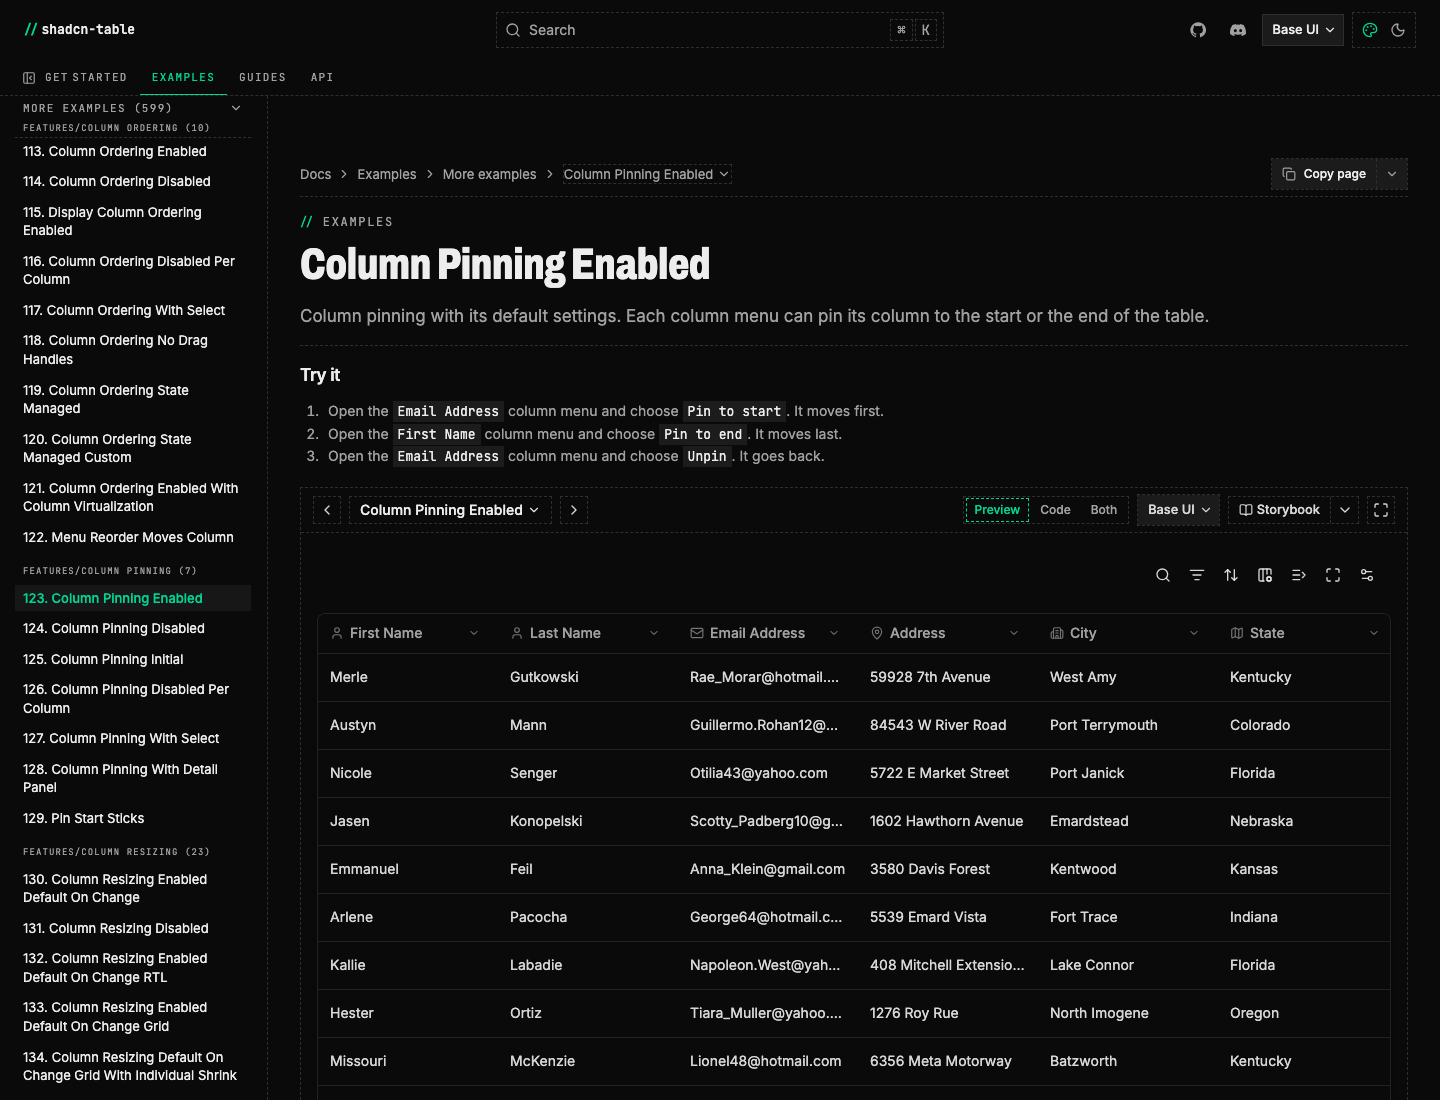 // shadcn-table
Search
⌘ K
Base UI
GET STARTED
EXAMPLES
GUIDES
API
MORE EXAMPLES (599)
FEATURES/COLUMN ORDERING (10)
113. Column Ordering Enabled
114. Column Ordering Disabled
115. Display Column Ordering
Enabled
116. Column Ordering Disabled Per
Column
117. Column Ordering With Select
118. Column Ordering No Drag
Handles
119. Column Ordering State
Managed
120. Column Ordering State
Managed Custom
121. Column Ordering Enabled With
Column Virtualization
122. Menu Reorder Moves Column
FEATURES/COLUMN PINNING (7)
123. Column Pinning Enabled
124. Column Pinning Disabled
125. Column Pinning Initial
126. Column Pinning Disabled Per
Column
127. Column Pinning With Select
128. Column Pinning With Detail
Panel
129. Pin Start Sticks
FEATURES/COLUMN RESIZING (23)
130. Column Resizing Enabled
Default On Change
131. Column Resizing Disabled
132. Column Resizing Enabled
Default On Change RTL
133. Column Resizing Enabled
Default On Change Grid
134. Column Resizing Default On
Change Grid With Individual Shrink
Docs > Examples > More examples > Column Pinning Enabled
Copy page
// EXAMPLES
Column Pinning Enabled
Column pinning with its default settings. Each column menu can pin its column to the start or the end of the table.
Try it
1. Open the Email Address column menu and choose Pin to start. It moves first.
2. Open the First Name column menu and choose Pin to end. It moves last.
3. Open the Email Address column menu and choose Unpin. It goes back.
Column Pinning Enabled
Preview Code Both
Base UI
Storybook
First Name Last Name Email Address Address City State
Merle Gutkowski Rae_Morar@hotmail.... 59928 7th Avenue West Amy Kentucky
Austyn Mann Guillermo.Rohan12@... 84543 W River Road Port Terrymouth Colorado
Nicole Senger Otilia43@yahoo.com 5722 E Market Street Port Janick Florida
Jasen Konopelski Scotty_Padberg10@g... 1602 Hawthorn Avenue Emardstead Nebraska
Emmanuel Feil Anna_Klein@gmail.com 3580 Davis Forest Kentwood Kansas
Arlene Pacocha George64@hotmail.c... 5539 Emard Vista Fort Trace Indiana
Kallie Labadie Napoleon.West@yah... 408 Mitchell Extensio... Lake Connor Florida
Hester Ortiz Tiara_Muller@yahoo.... 1276 Roy Rue North Imogene Oregon
Missouri McKenzie Lionel48@hotmail.com 6356 Meta Motorway Batzworth Kentucky